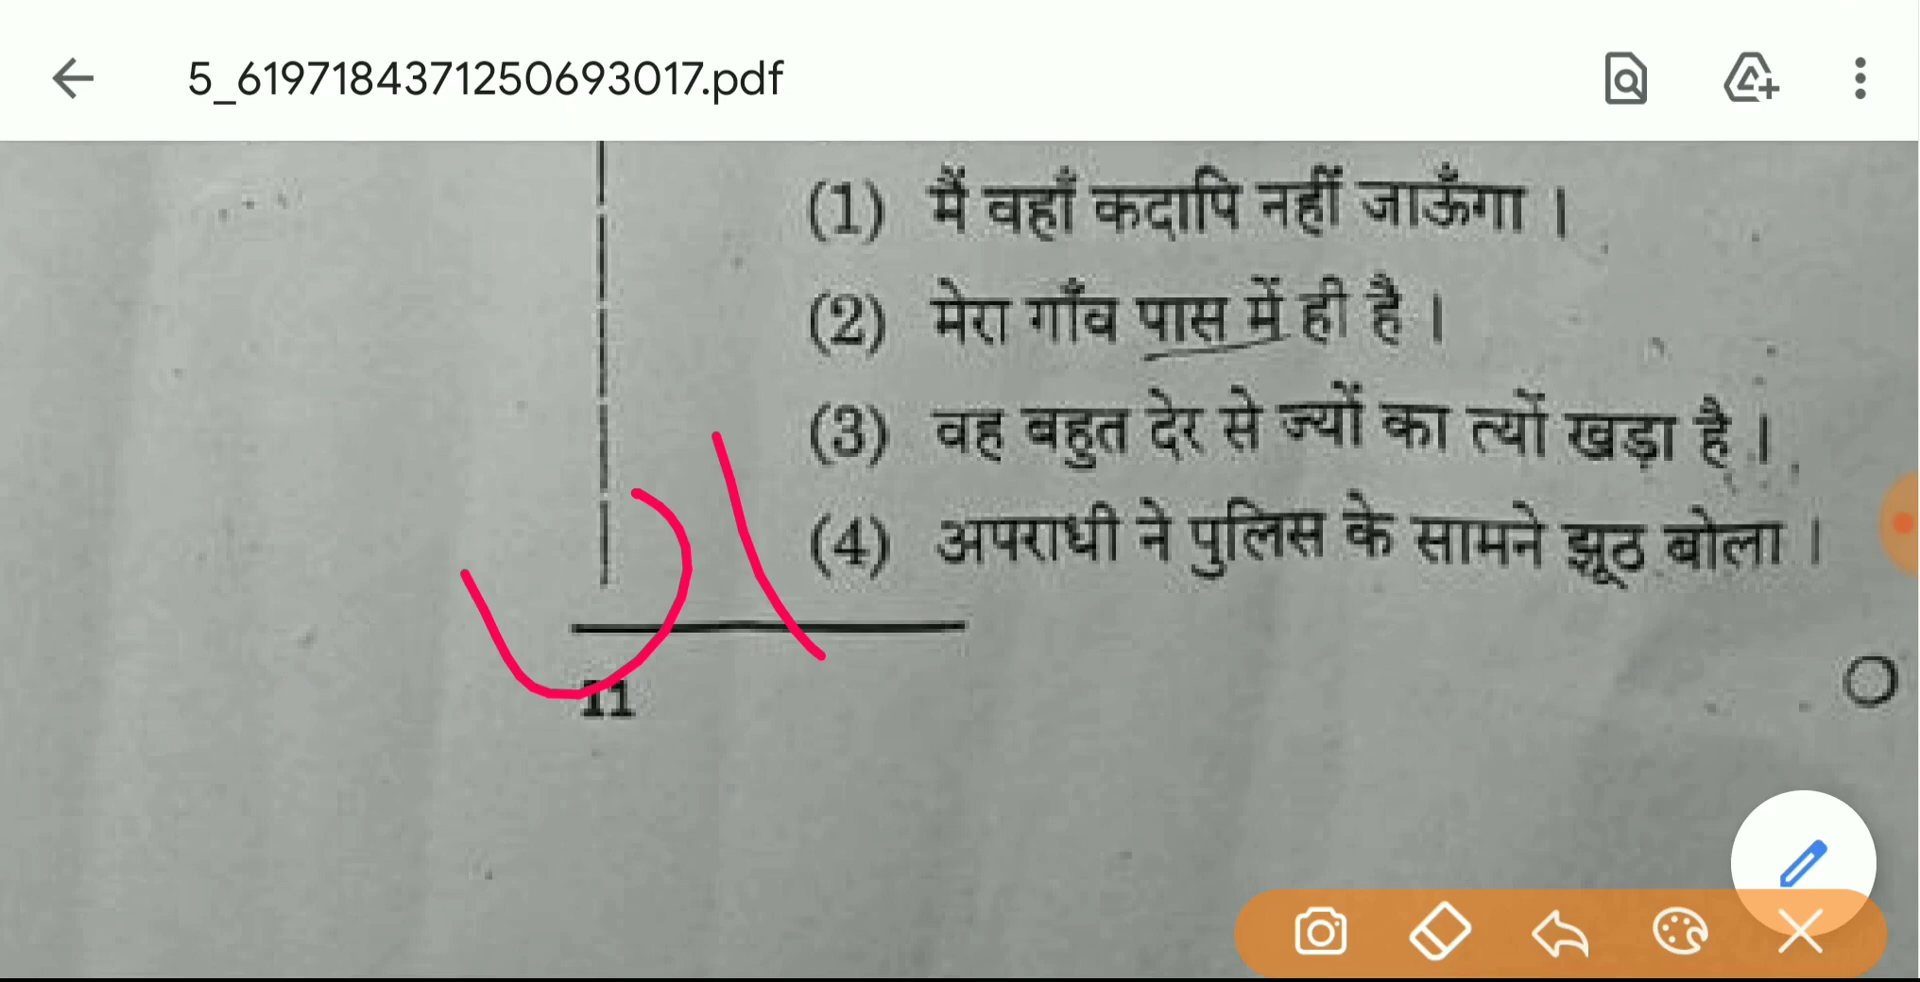 5_6197184371250693017.pdf
(1) मैं वहाँ कदापि नहीं जाऊँगा ।
(2) मेरा गाँव पास में ही है ।
(3) वह बहुत देर से ज्यों का त्यों खड़ा है ।
(4) अपराधी ने पुलिस के सामने झूठ बोला ।
11